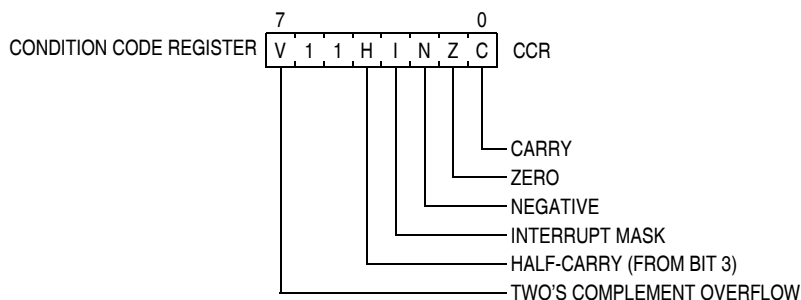 7 0
CONDITION CODE REGISTER V 1 1 H I N Z C CCR
CARRY
ZERO
NEGATIVE
INTERRUPT MASK
HALF-CARRY (FROM BIT 3)
TWO'S COMPLEMENT OVERFLOW